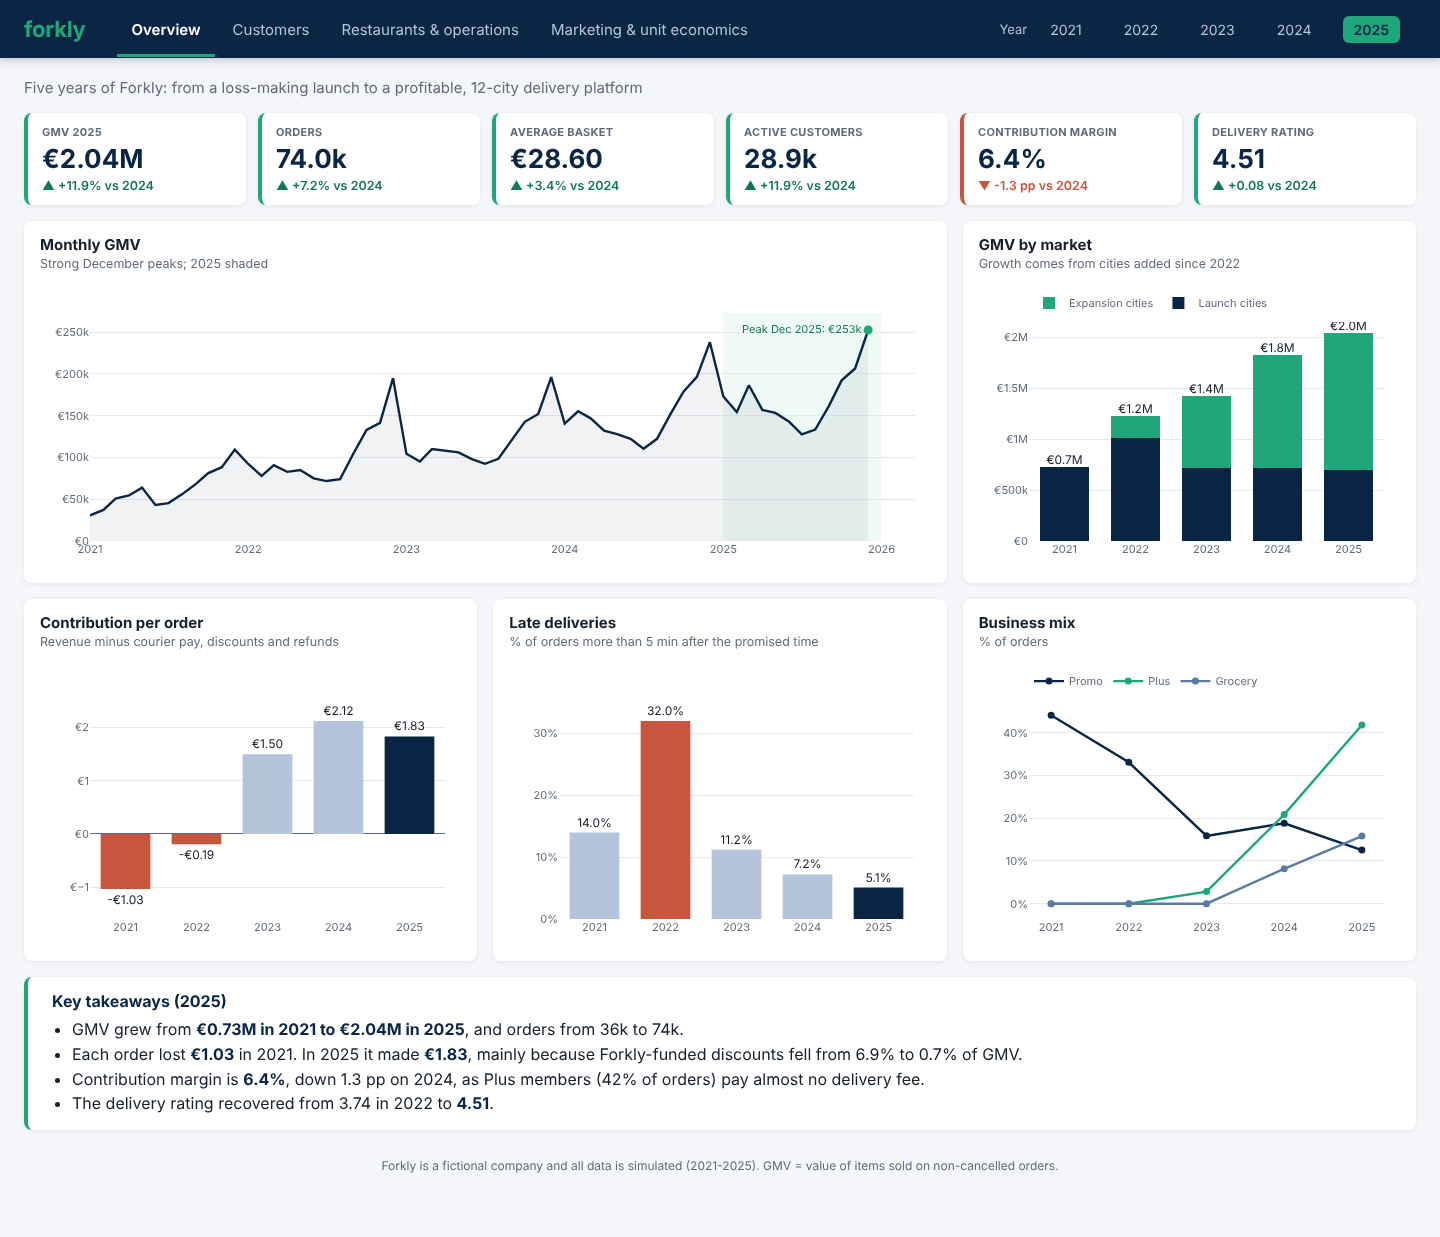 forkly
Overview
Customers
Restaurants & operations
Marketing & unit economics
Year
2021
2022
2023
2024
2025
Five years of Forkly: from a loss-making launch to a profitable, 12-city delivery platform
GMV 2025
€2.04M
▲ +11.9% vs 2024
ORDERS
74.0k
▲ +7.2% vs 2024
AVERAGE BASKET
€28.60
▲ +3.4% vs 2024
ACTIVE CUSTOMERS
28.9k
▲ +11.9% vs 2024
CONTRIBUTION MARGIN
6.4%
▼ -1.3 pp vs 2024
DELIVERY RATING
4.51
▲ +0.08 vs 2024
Monthly GMV
Strong December peaks; 2025 shaded
Peak Dec 2025: €253k
€250k
€200k
€150k
€100k
€50k
€0
2021
2022
2023
2024
2025
2026
GMV by market
Growth comes from cities added since 2022
Expansion cities
Launch cities
€2M
€1.5M
€1M
€500k
€0
€0.7M
€1.2M
€1.4M
€1.8M
€2.0M
2021
2022
2023
2024
2025
Contribution per order
Revenue minus courier pay, discounts and refunds
€2
€1
€0
€−1
-€1.03
-€0.19
€1.50
€2.12
€1.83
2021
2022
2023
2024
2025
Late deliveries
% of orders more than 5 min after the promised time
30%
20%
10%
0%
14.0%
32.0%
11.2%
7.2%
5.1%
2021
2022
2023
2024
2025
Business mix
% of orders
Promo
Plus
Grocery
40%
30%
20%
10%
0%
2021
2022
2023
2024
2025
Key takeaways (2025)
• GMV grew from €0.73M in 2021 to €2.04M in 2025, and orders from 36k to 74k.
• Each order lost €1.03 in 2021. In 2025 it made €1.83, mainly because Forkly-funded discounts fell from 6.9% to 0.7% of GMV.
• Contribution margin is 6.4%, down 1.3 pp on 2024, as Plus members (42% of orders) pay almost no delivery fee.
• The delivery rating recovered from 3.74 in 2022 to 4.51.
Forkly is a fictional company and all data is simulated (2021-2025). GMV = value of items sold on non-cancelled orders.